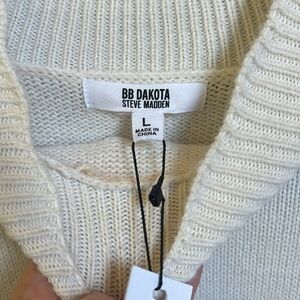 BB DAKOTA
STEVE MADDEN
L
MADE IN
CHINA